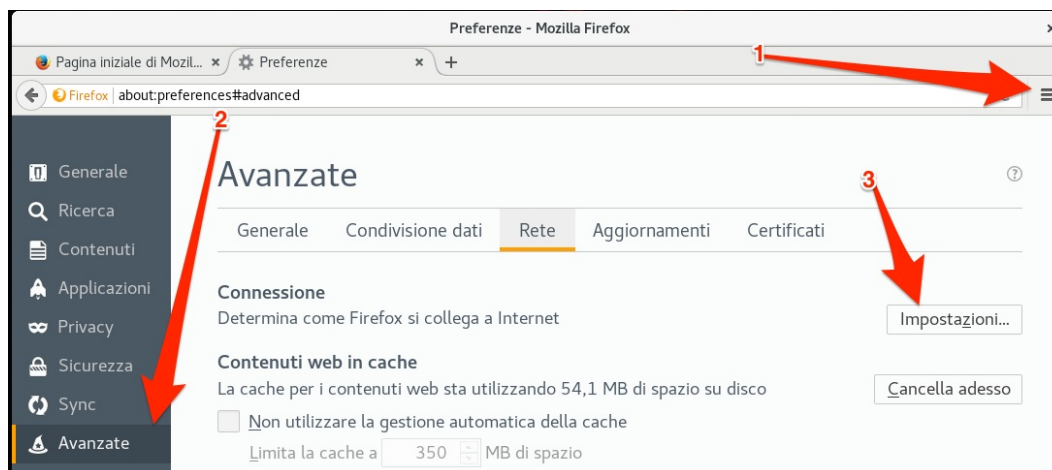 Preferenze - Mozilla Firefox
Pagina iniziale di Mozil... × Preferenze × +
1
Firefox about:preferences#advanced
2
Generale
Ricerca
Contenuti
Applicazioni
Privacy
Sicurezza
Sync
Avanzate
Avanzate
3
Generale Condivisione dati Rete Aggiornamenti Certificati
Connessione
Determina come Firefox si collega a Internet Impostazioni...
Contenuti web in cache
La cache per i contenuti web sta utilizzando 54,1 MB di spazio su disco Cancella adesso
Non utilizzare la gestione automatica della cache
Limita la cache a 350 MB di spazio